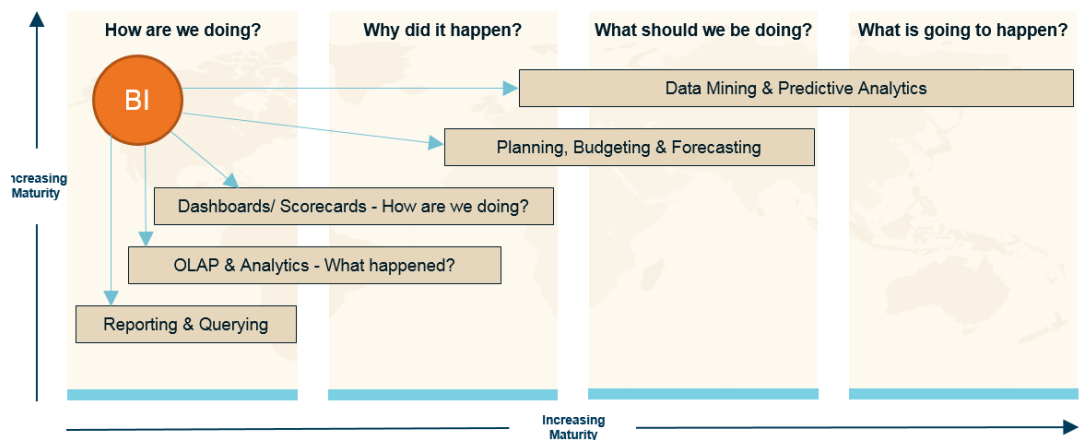 How are we doing?
Why did it happen?
What should we be doing?
What is going to happen?
BI
Data Mining & Predictive Analytics
Planning, Budgeting & Forecasting
ncreasing
Maturity
Dashboards/ Scorecards - How are we doing?
OLAP & Analytics - What happened?
Reporting & Querying
Increasing
Maturity